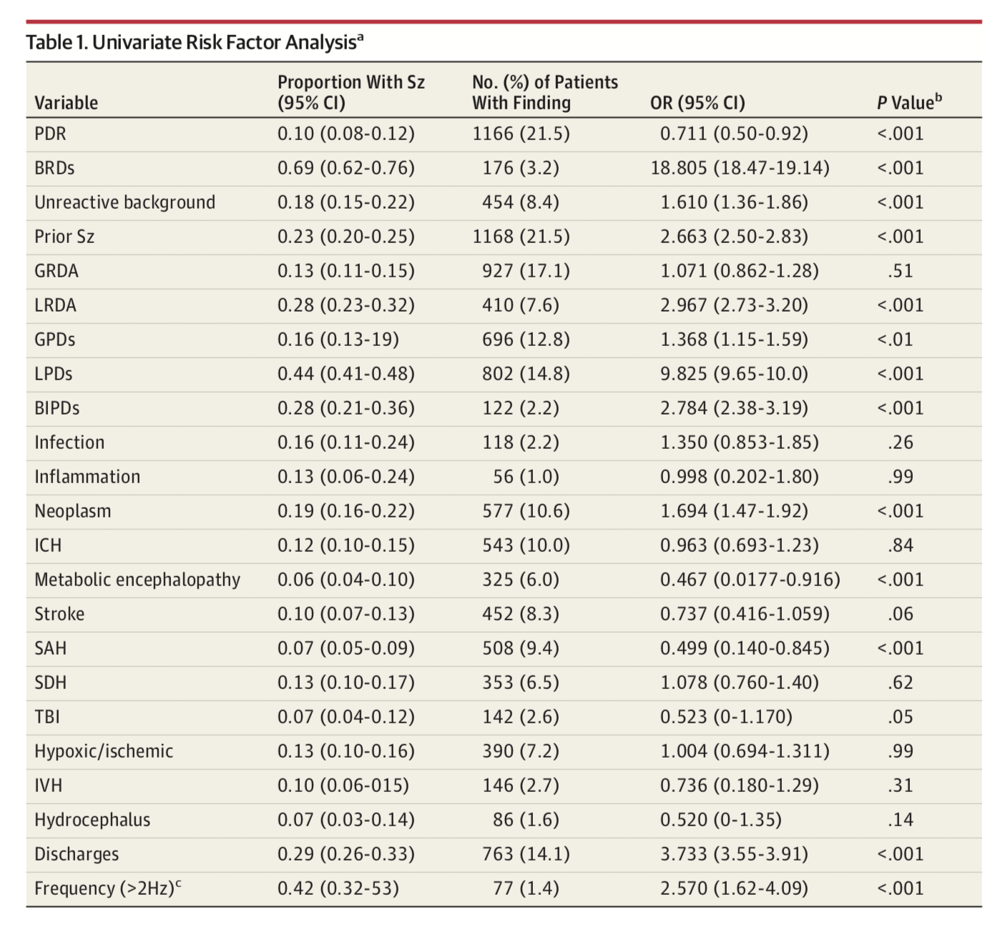 Table 1. Univariate Risk Factor Analysisa
Variable Proportion With Sz (95% CI) No. (%) of Patients With Finding OR (95% CI) P Valueb
PDR 0.10 (0.08-0.12) 1166 (21.5) 0.711 (0.50-0.92) <.001
BRDs 0.69 (0.62-0.76) 176 (3.2) 18.805 (18.47-19.14) <.001
Unreactive background 0.18 (0.15-0.22) 454 (8.4) 1.610 (1.36-1.86) <.001
Prior Sz 0.23 (0.20-0.25) 1168 (21.5) 2.663 (2.50-2.83) <.001
GRDA 0.13 (0.11-0.15) 927 (17.1) 1.071 (0.862-1.28) .51
LRDA 0.28 (0.23-0.32) 410 (7.6) 2.967 (2.73-3.20) <.001
GPDs 0.16 (0.13-19) 696 (12.8) 1.368 (1.15-1.59) <.01
LPDs 0.44 (0.41-0.48) 802 (14.8) 9.825 (9.65-10.0) <.001
BIPDs 0.28 (0.21-0.36) 122 (2.2) 2.784 (2.38-3.19) <.001
Infection 0.16 (0.11-0.24) 118 (2.2) 1.350 (0.853-1.85) .26
Inflammation 0.13 (0.06-0.24) 56 (1.0) 0.998 (0.202-1.80) .99
Neoplasm 0.19 (0.16-0.22) 577 (10.6) 1.694 (1.47-1.92) <.001
ICH 0.12 (0.10-0.15) 543 (10.0) 0.963 (0.693-1.23) .84
Metabolic encephalopathy 0.06 (0.04-0.10) 325 (6.0) 0.467 (0.0177-0.916) <.001
Stroke 0.10 (0.07-0.13) 452 (8.3) 0.737 (0.416-1.059) .06
SAH 0.07 (0.05-0.09) 508 (9.4) 0.499 (0.140-0.845) <.001
SDH 0.13 (0.10-0.17) 353 (6.5) 1.078 (0.760-1.40) .62
TBI 0.07 (0.04-0.12) 142 (2.6) 0.523 (0-1.170) .05
Hypoxic/ischemic 0.13 (0.10-0.16) 390 (7.2) 1.004 (0.694-1.311) .99
IVH 0.10 (0.06-015) 146 (2.7) 0.736 (0.180-1.29) .31
Hydrocephalus 0.07 (0.03-0.14) 86 (1.6) 0.520 (0-1.35) .14
Discharges 0.29 (0.26-0.33) 763 (14.1) 3.733 (3.55-3.91) <.001
Frequency (>2Hz)c 0.42 (0.32-53) 77 (1.4) 2.570 (1.62-4.09) <.001